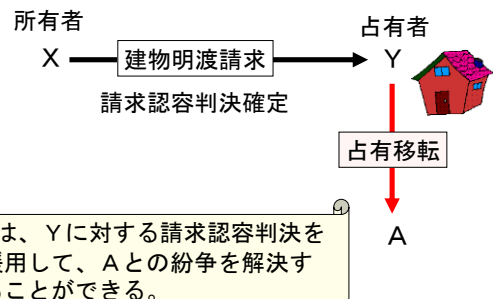 所有者
占有者
X
建物明渡請求
Y
請求認容判決確定
占有移転
A
は、Yに対する請求認容判決を
援用して、Aとの紛争を解決す
ることができる。